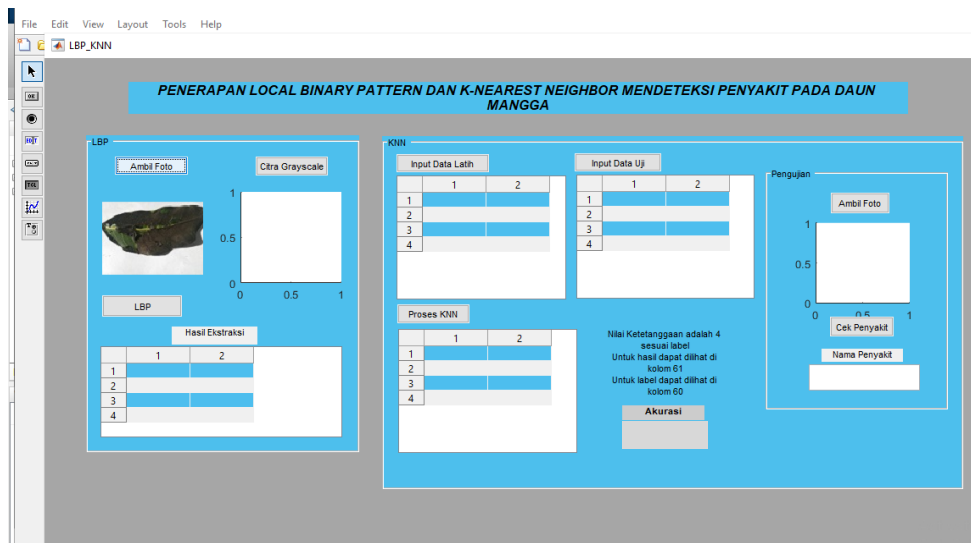 File Edit View Layout Tools Help
LBP_KNN
PENERAPAN LOCAL BINARY PATTERN DAN K-NEAREST NEIGHBOR MENDETEKSI PENYAKIT PADA DAUN
MANGGA
LBP
Ambil Foto
Citra Grayscale
1
0.5
0
0 0.5 1
LBP
Hasil Ekstraksi
1 2
1
2
3
4
KNN
Input Data Latih
1 2
1
2
3
4
Input Data Uji
1 2
1
2
3
4
Proses KNN
1 2
1
2
3
4
Nilai Ketetanggaan adalah 4
sesuai label
Untuk hasil dapat dilihat di
kolom 61
Untuk label dapat dilihat di
kolom 60
Akurasi
Pengujian
Ambil Foto
1
0.5
0
0 0.5 1
Cek Penyakit
Nama Penyakit